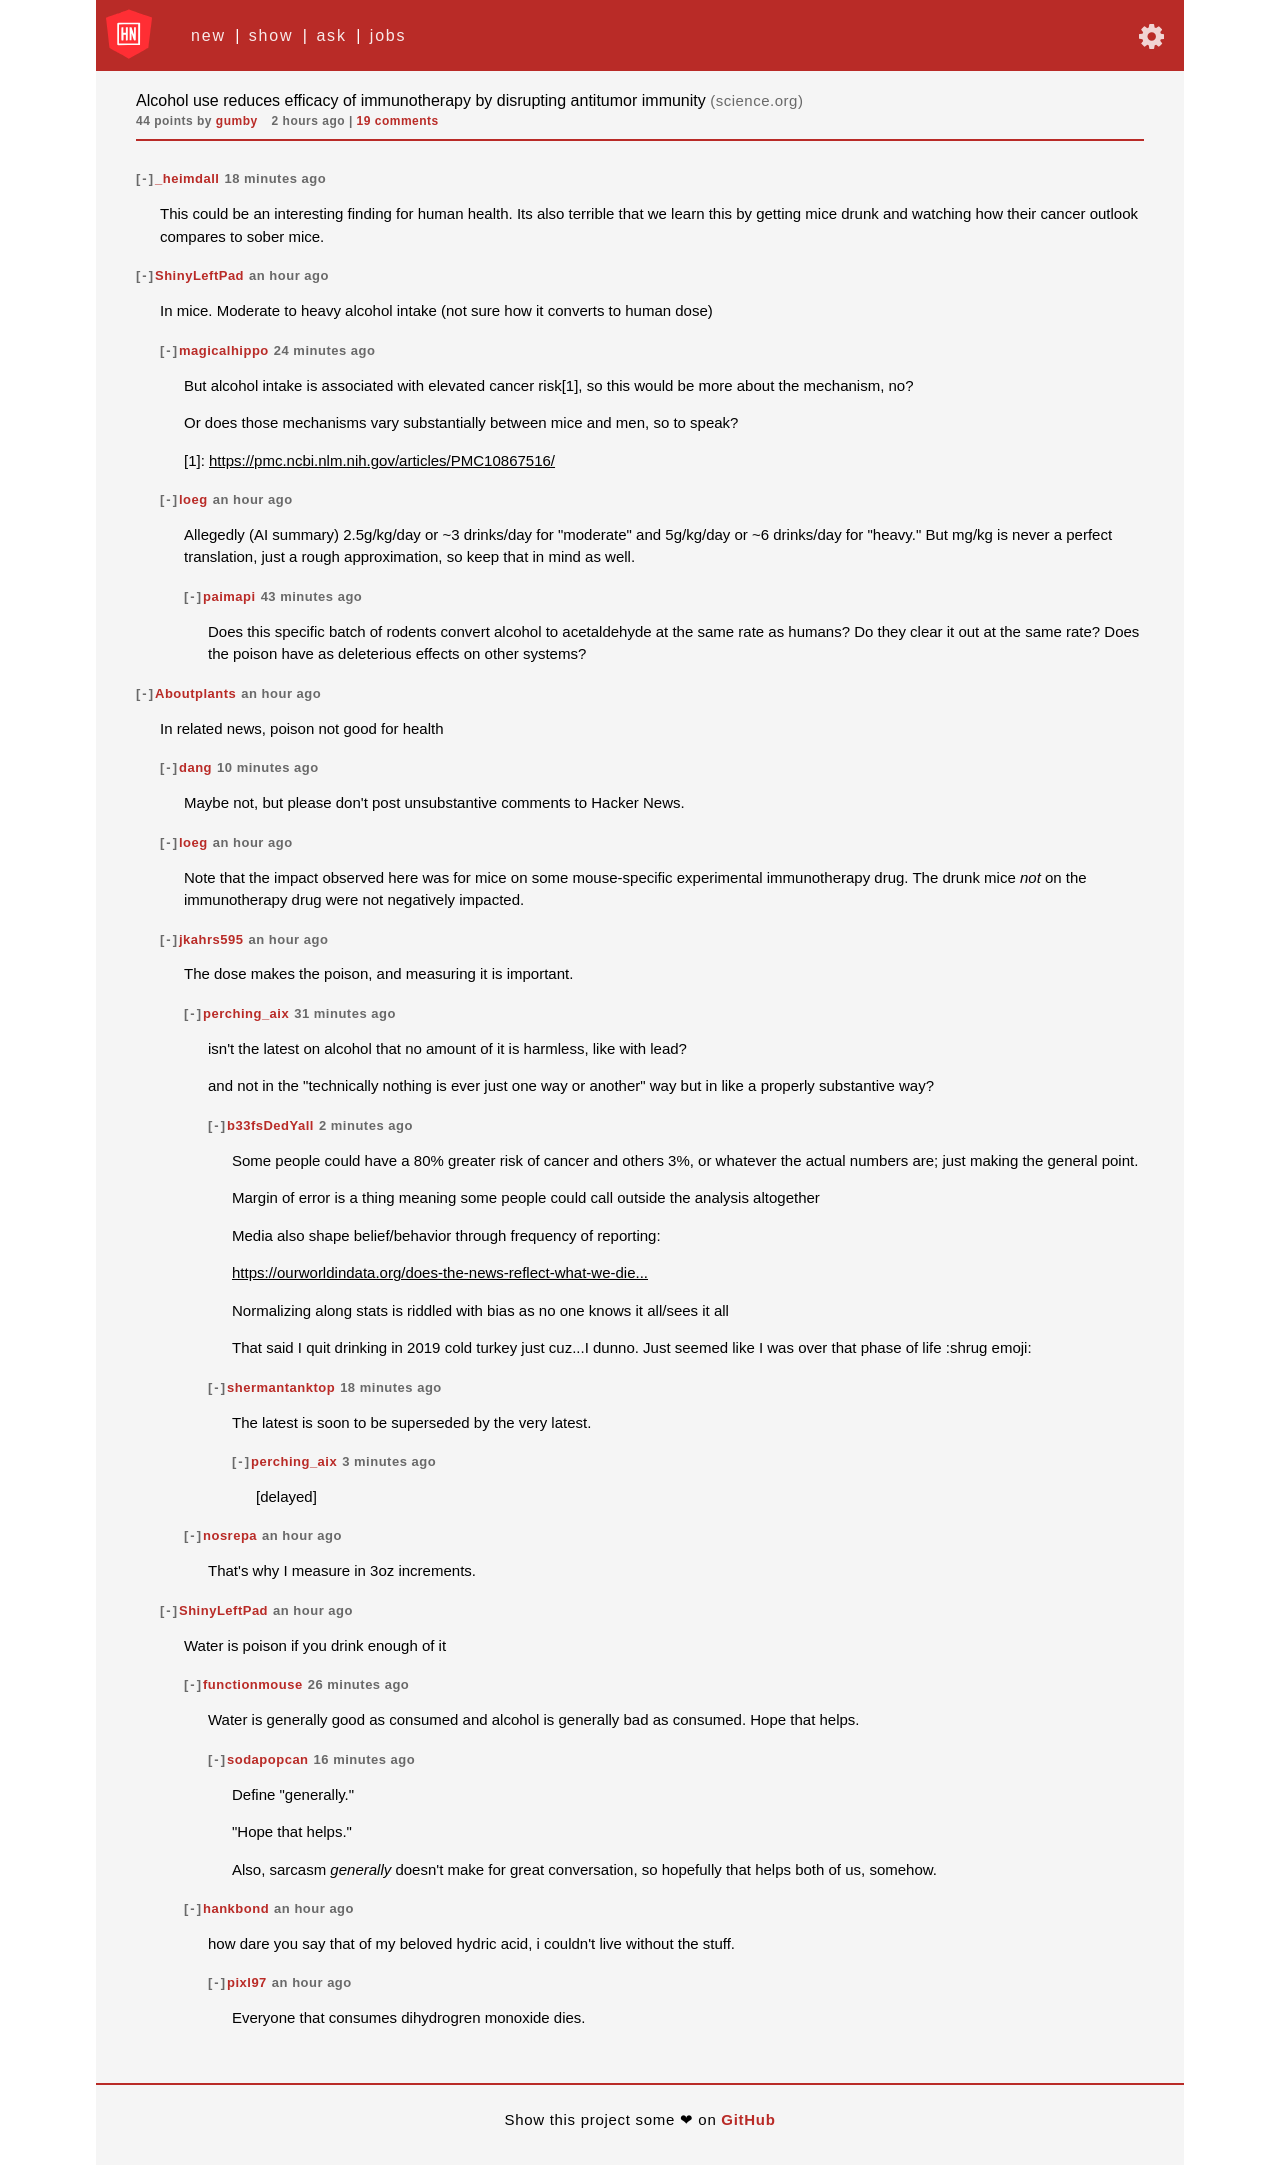 HN
new | show | ask | jobs
Alcohol use reduces efficacy of immunotherapy by disrupting antitumor immunity (science.org)
44 points by gumby 2 hours ago | 19 comments
[-]_heimdall 18 minutes ago
This could be an interesting finding for human health. Its also terrible that we learn this by getting mice drunk and watching how their cancer outlook
compares to sober mice.
[-]ShinyLeftPad an hour ago
In mice. Moderate to heavy alcohol intake (not sure how it converts to human dose)
[-]magicalhippo 24 minutes ago
But alcohol intake is associated with elevated cancer risk[1], so this would be more about the mechanism, no?
Or does those mechanisms vary substantially between mice and men, so to speak?
[1]: https://pmc.ncbi.nlm.nih.gov/articles/PMC10867516/
[-]loeg an hour ago
Allegedly (AI summary) 2.5g/kg/day or ~3 drinks/day for "moderate" and 5g/kg/day or ~6 drinks/day for "heavy." But mg/kg is never a perfect
translation, just a rough approximation, so keep that in mind as well.
[-]paimapi 43 minutes ago
Does this specific batch of rodents convert alcohol to acetaldehyde at the same rate as humans? Do they clear it out at the same rate? Does
the poison have as deleterious effects on other systems?
[-]Aboutplants an hour ago
In related news, poison not good for health
[-]dang 10 minutes ago
Maybe not, but please don't post unsubstantive comments to Hacker News.
[-]loeg an hour ago
Note that the impact observed here was for mice on some mouse-specific experimental immunotherapy drug. The drunk mice not on the
immunotherapy drug were not negatively impacted.
[-]jkahrs595 an hour ago
The dose makes the poison, and measuring it is important.
[-]perching_aix 31 minutes ago
isn't the latest on alcohol that no amount of it is harmless, like with lead?
and not in the "technically nothing is ever just one way or another" way but in like a properly substantive way?
[-]b33fsDedYall 2 minutes ago
Some people could have a 80% greater risk of cancer and others 3%, or whatever the actual numbers are; just making the general point.
Margin of error is a thing meaning some people could call outside the analysis altogether
Media also shape belief/behavior through frequency of reporting:
https://ourworldindata.org/does-the-news-reflect-what-we-die...
Normalizing along stats is riddled with bias as no one knows it all/sees it all
That said I quit drinking in 2019 cold turkey just cuz...I dunno. Just seemed like I was over that phase of life :shrug emoji:
[-]shermantanktop 18 minutes ago
The latest is soon to be superseded by the very latest.
[-]perching_aix 3 minutes ago
[delayed]
[-]nosrepa an hour ago
That's why I measure in 3oz increments.
[-]ShinyLeftPad an hour ago
Water is poison if you drink enough of it
[-]functionmouse 26 minutes ago
Water is generally good as consumed and alcohol is generally bad as consumed. Hope that helps.
[-]sodapopcan 16 minutes ago
Define "generally."
"Hope that helps."
Also, sarcasm generally doesn't make for great conversation, so hopefully that helps both of us, somehow.
[-]hankbond an hour ago
how dare you say that of my beloved hydric acid, i couldn't live without the stuff.
[-]pixl97 an hour ago
Everyone that consumes dihydrogren monoxide dies.
Show this project some ❤ on GitHub